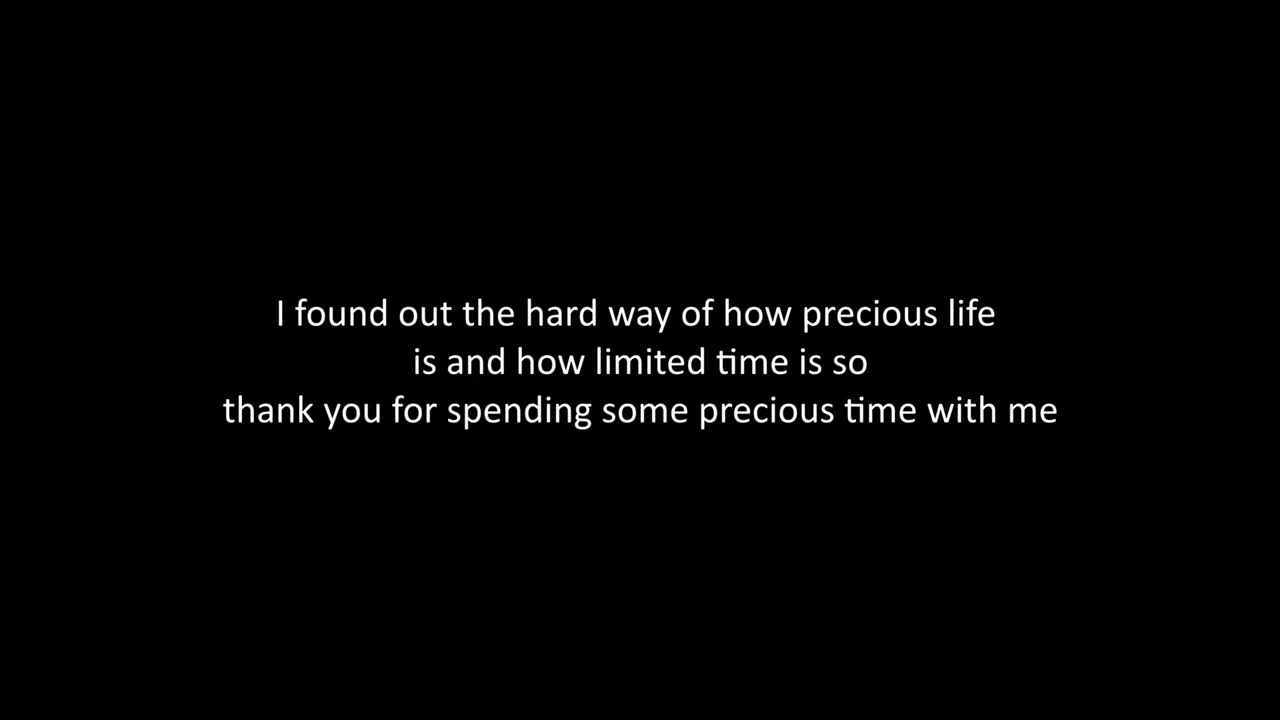 I found out the hard way of how precious life
is and how limited time is so
thank you for spending some precious time with me